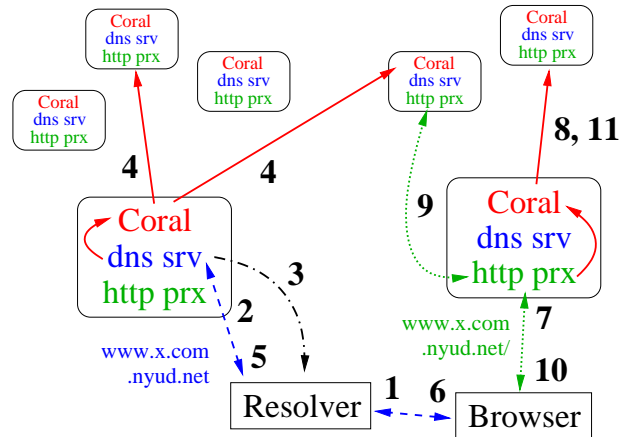 Coral
dns srv
http prx
Coral
dns srv
http prx
Coral
dns srv
http prx
Coral
dns srv
http prx
Coral
dns srv
http prx
4
4
8, 11
9
Coral
dns srv
http prx
Coral
dns srv
http prx
3
2
7
www.x.com
.nyud.net
www.x.com
.nyud.net/
5
10
1
6
Resolver
Browser